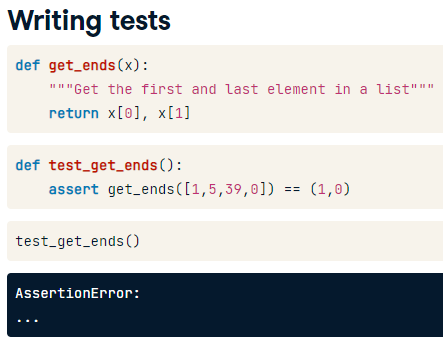 Writing tests
def get_ends(x):
    """Get the first and last element in a list"""
    return x[0], x[1]
def test_get_ends():
    assert get_ends([1,5,39,0]) == (1,0)
test_get_ends()
AssertionError:
...